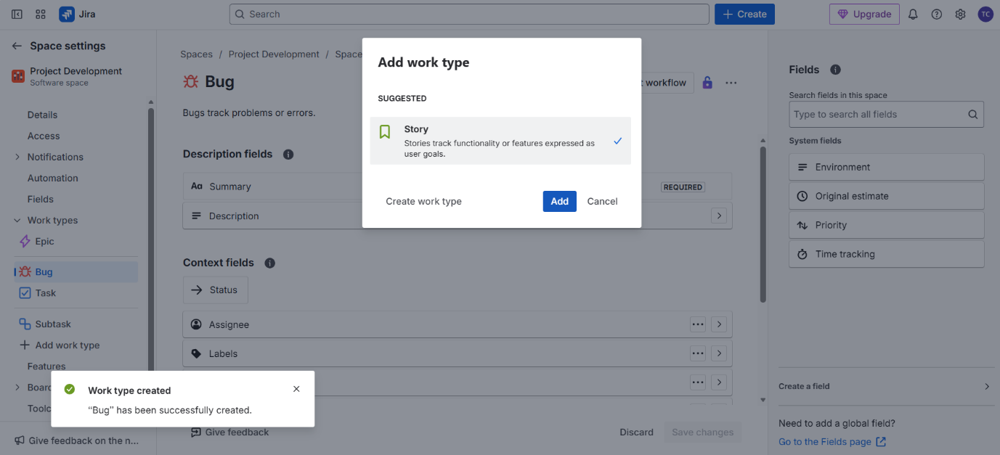 Jira
Search
Create
Upgrade
TC
Space settings
Project Development
Software space
Details
Access
Notifications
Automation
Fields
Work types
Epic
Bug
Task
Subtask
Add work type
Features
Board
Toolc
Give feedback on the n...
Spaces / Project Development / Space
Bug
t workflow
Bugs track problems or errors.
Description fields
Aa Summary
REQUIRED
Description
Context fields
Status
Assignee
Labels
Give feedback
Discard
Save changes
Add work type
SUGGESTED
Story
Stories track functionality or features expressed as
user goals.
Create work type
Add
Cancel
Work type created
“Bug” has been successfully created.
Fields
Search fields in this space
Type to search all fields
System fields
Environment
Original estimate
Priority
Time tracking
Create a field
Need to add a global field?
Go to the Fields page